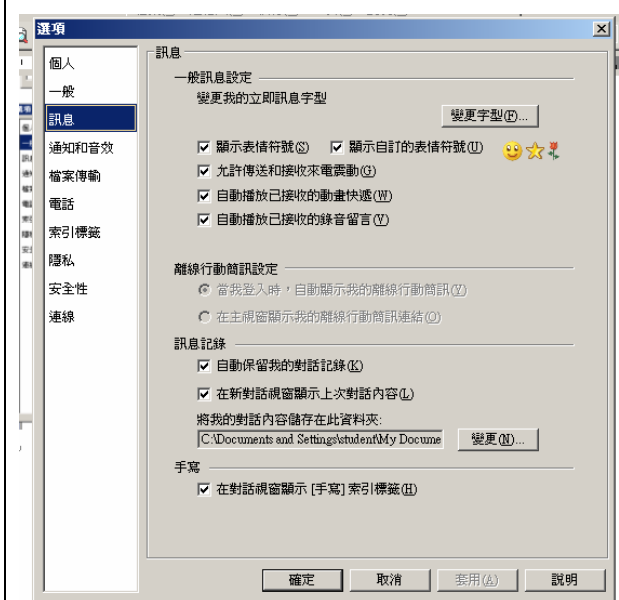 選項
個人
一般
訊息
通知和音效
檔案傳輸
電話
索引標籤
隱私
安全性
連線
訊息
一般訊息設定
變更我的立即訊息字型
變更字型(F)...
顯示表情符號(S) 顯示自訂的表情符號(U)
允許傳送和接收來電震動(G)
自動播放已接收的動畫快遞(W)
自動播放已接收的錄音留言(V)
離線行動簡訊設定
當我登入時，自動顯示我的離線行動簡訊(Y)
在主視窗顯示我的離線行動簡訊連結(O)
訊息記錄
自動保留我的對話記錄(K)
在新對話視窗顯示上次對話內容(L)
將我的對話內容儲存在此資料夾:
C:\Documents and Settings\student\My Docume 變更(N)...
手寫
在對話視窗顯示 [手寫] 索引標籤(H)
確定 取消 套用(A) 說明